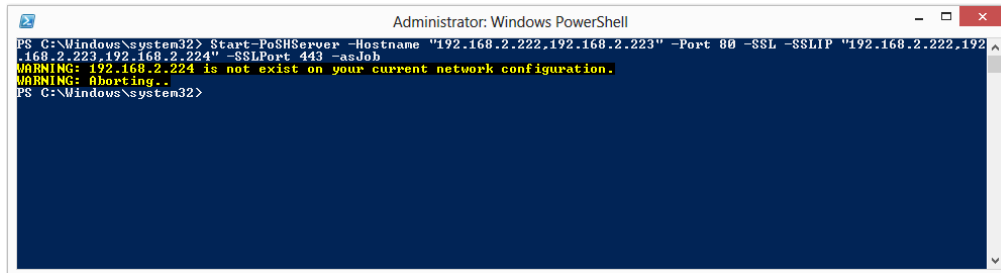 Administrator: Windows PowerShell
PS C:\Windows\system32> Start-PoSHServer -Hostname "192.168.2.222,192.168.2.223" -Port 80 -SSL -SSLIP "192.168.2.222,192
.168.2.223,192.168.2.224" -SSLPort 443 -asJob
WARNING: 192.168.2.224 is not exist on your current network configuration.
WARNING: Aborting..
PS C:\Windows\system32>